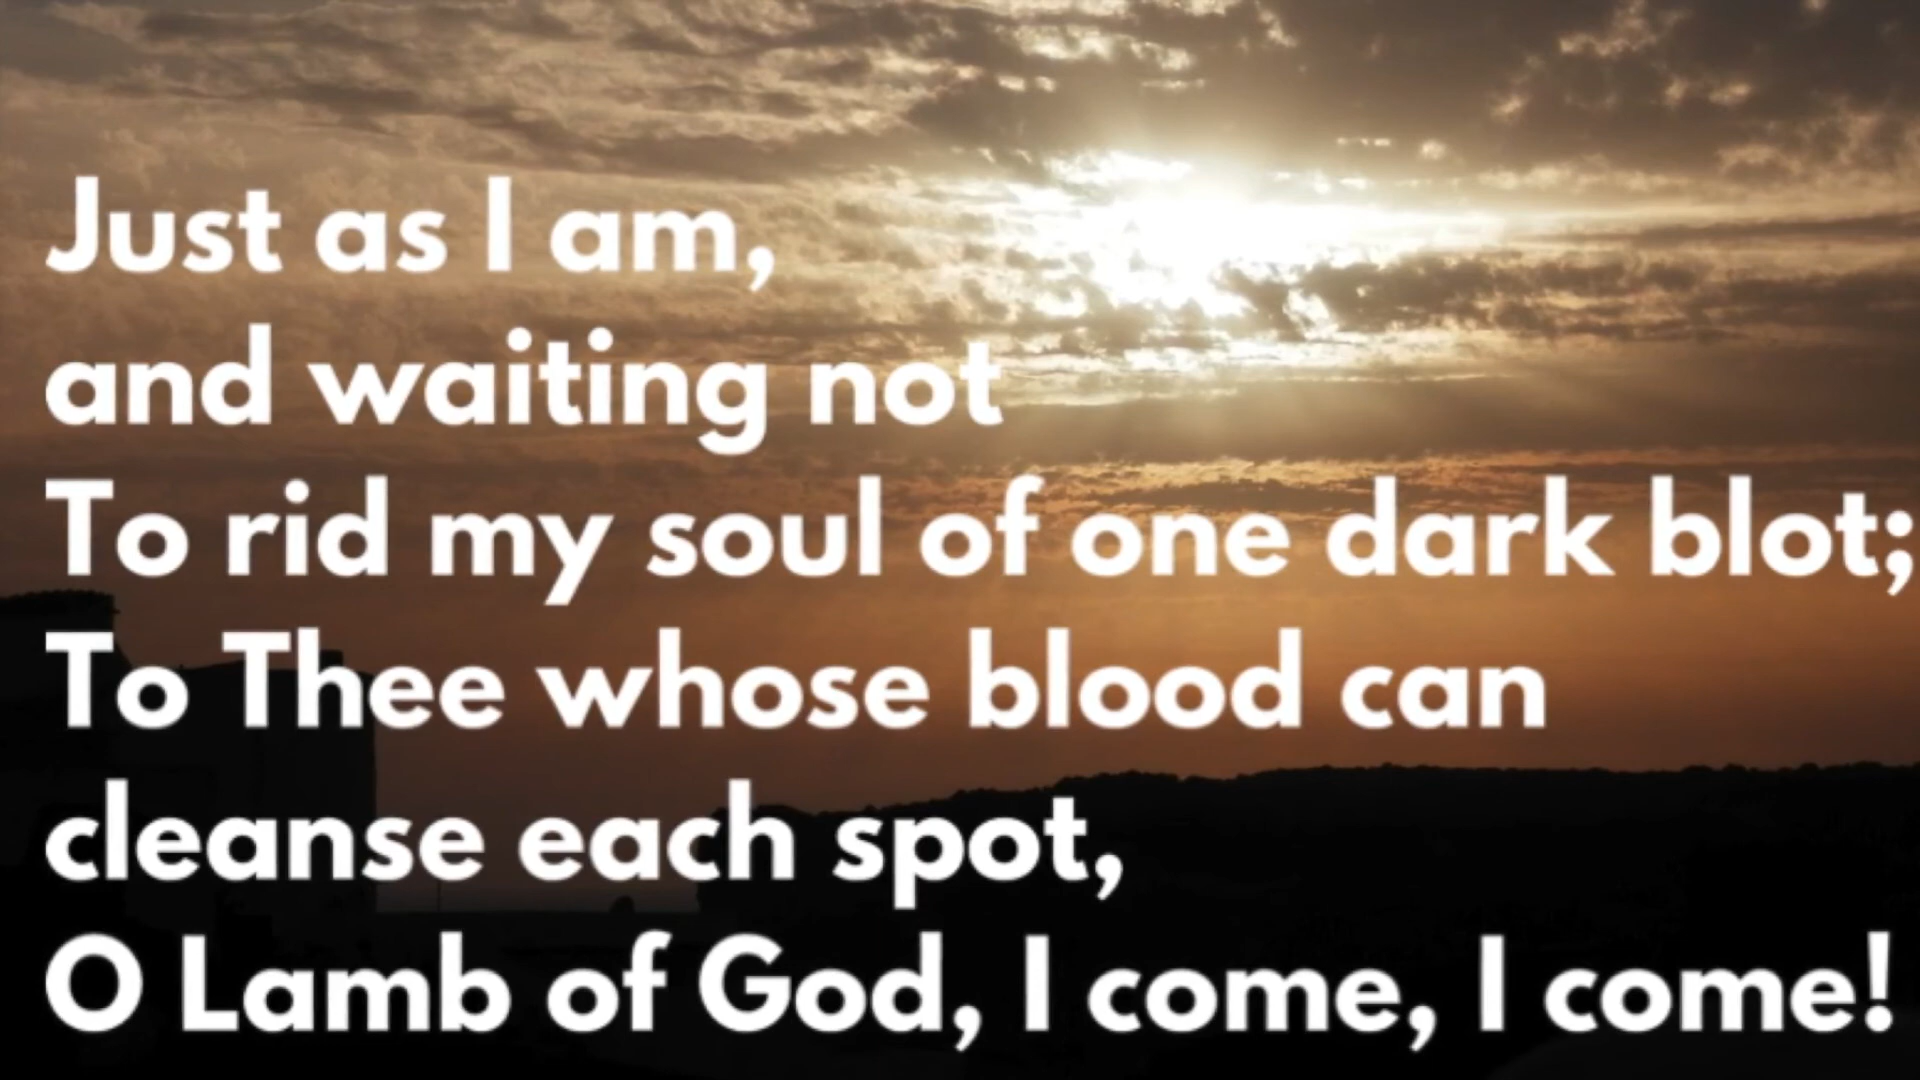 Just as I am,
and waiting not
To rid my soul of one dark blot;
To Thee whose blood can
cleanse each spot,
O Lamb of God, I come, I come!